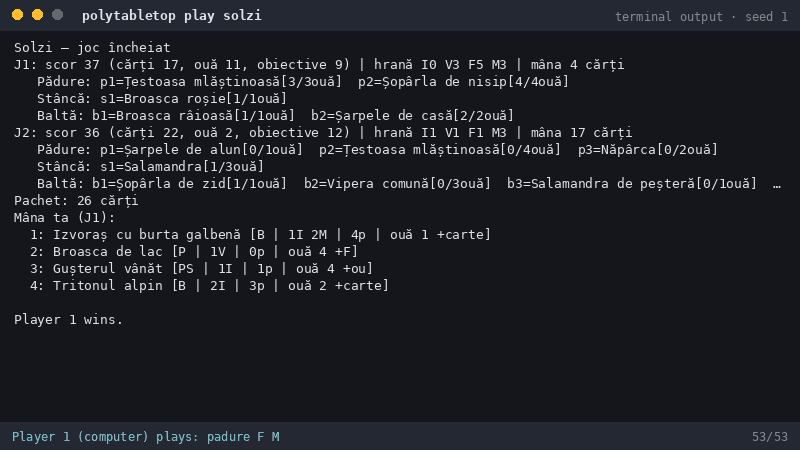 polytabletop play solzi
terminal output · seed 1
Solzi — joc încheiat
J1: scor 37 (cărți 17, ouă 11, obiective 9) | hrană I0 V3 F5 M3 | mâna 4 cărți
Pădure: p1=Țestoasa mlăștinoasă[3/3ouă]  p2=Șopârla de nisip[4/4ouă]
Stâncă: s1=Broasca roșie[1/1ouă]
Baltă: b1=Broasca râioasă[1/1ouă]  b2=Șarpele de casă[2/2ouă]
J2: scor 36 (cărți 22, ouă 2, obiective 12) | hrană I1 V1 F1 M3 | mâna 17 cărți
Pădure: p1=Șarpele de alun[0/1ouă]  p2=Țestoasa mlăștinoasă[0/4ouă]  p3=Năpârca[0/2ouă]
Stâncă: s1=Salamandra[1/3ouă]
Baltă: b1=Șopârla de zid[1/1ouă]  b2=Vipera comună[0/3ouă]  b3=Salamandra de peșteră[0/1ouă]  …
Pachet: 26 cărți
Mâna ta (J1):
1: Izvoraș cu burta galbenă [B | 1I 2M | 4p | ouă 1 +carte]
2: Broasca de lac [P | 1V | 0p | ouă 4 +F]
3: Gușterul vânăt [PS | 1I | 1p | ouă 4 +ou]
4: Tritonul alpin [B | 2I | 3p | ouă 2 +carte]
Player 1 wins.
Player 1 (computer) plays: padure F M
53/53